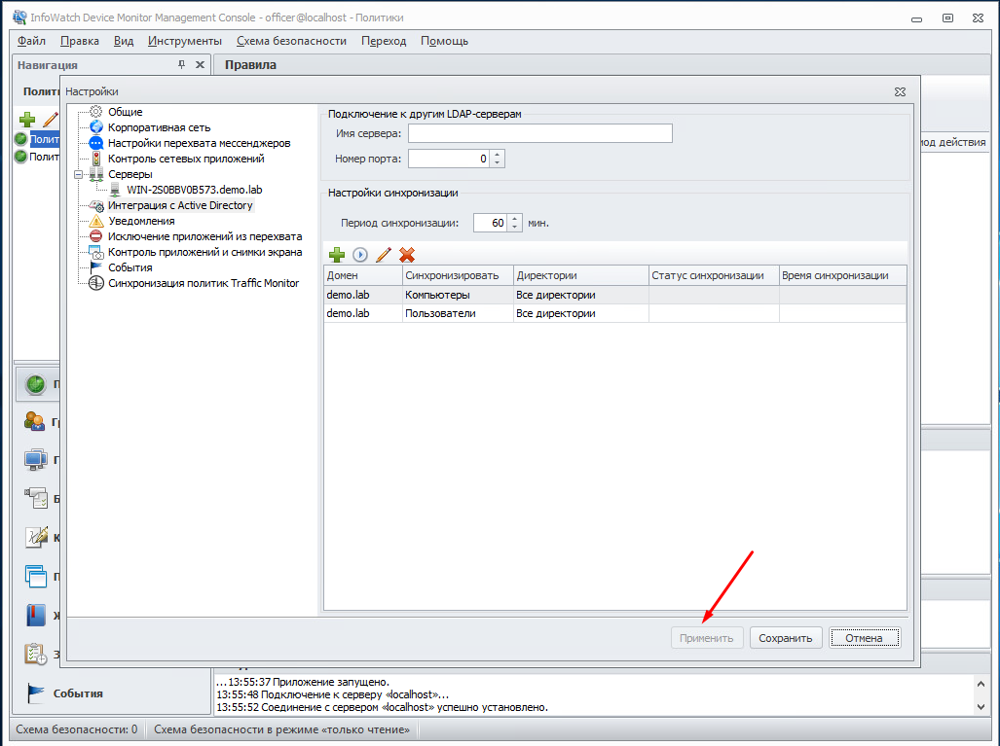 InfoWatch Device Monitor Management Console - officer@localhost - Политики
Файл Правка Вид Инструменты Схема безопасности Переход Помощь
Навигация
Правила
Настройки
Общие
Корпоративная сеть
Настройки перехвата мессенджеров
Контроль сетевых приложений
Серверы
WIN-2S0BBV0B573.demo.lab
Интеграция с Active Directory
Уведомления
Исключение приложений из перехвата
Контроль приложений и снимки экрана
События
Синхронизация политик Traffic Monitor
Подключение к другим LDAP-серверам
Имя сервера:
Номер порта: 0
Настройки синхронизации
Период синхронизации: 60 мин.
Домен Синхронизировать Директории Статус синхронизации Время синхронизации
demo.lab Компьютеры Все директории
demo.lab Пользователи Все директории
Применить Сохранить Отмена
действия
События
...13:55:37 Приложение запущено.
13:55:48 Подключение к серверу «localhost»...
13:55:52 Соединение с сервером «localhost» успешно установлено.
Схема безопасности: 0 Схема безопасности в режиме «только чтение»